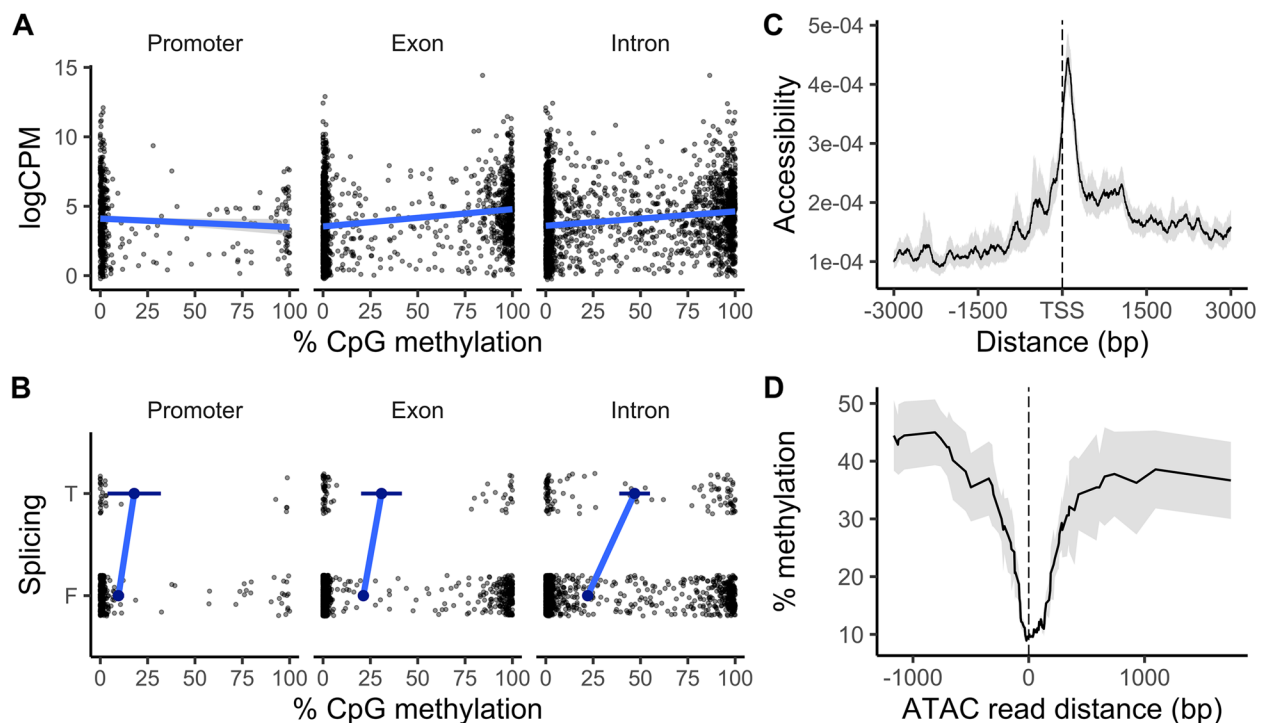 A
Promoter Exon Intron
logCPM
15
10
5
0
0 25 50 75 100 0 25 50 75 100 0 25 50 75 100
% CpG methylation
B
Promoter Exon Intron
Splicing
T
F
0 25 50 75 100 0 25 50 75 100 0 25 50 75 100
% CpG methylation
C
Accessibility
5e-04
4e-04
3e-04
2e-04
1e-04
-3000 -1500 TSS 1500 3000
Distance (bp)
D
% methylation
50
40
30
20
10
-1000 0 1000
ATAC read distance (bp)